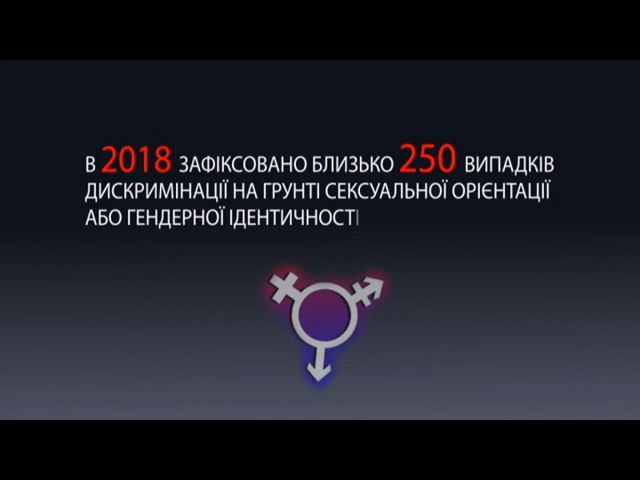 В 2018 ЗАФІКСОВАНО БЛИЗЬКО 250 ВИПАДКІВ
ДИСКРИМІНАЦІЇ НА ГРУНТІ СЕКСУАЛЬНОЇ ОРІЄНТАЦІЇ
АБО ГЕНДЕРНОЇ ІДЕНТИЧНОСТІ